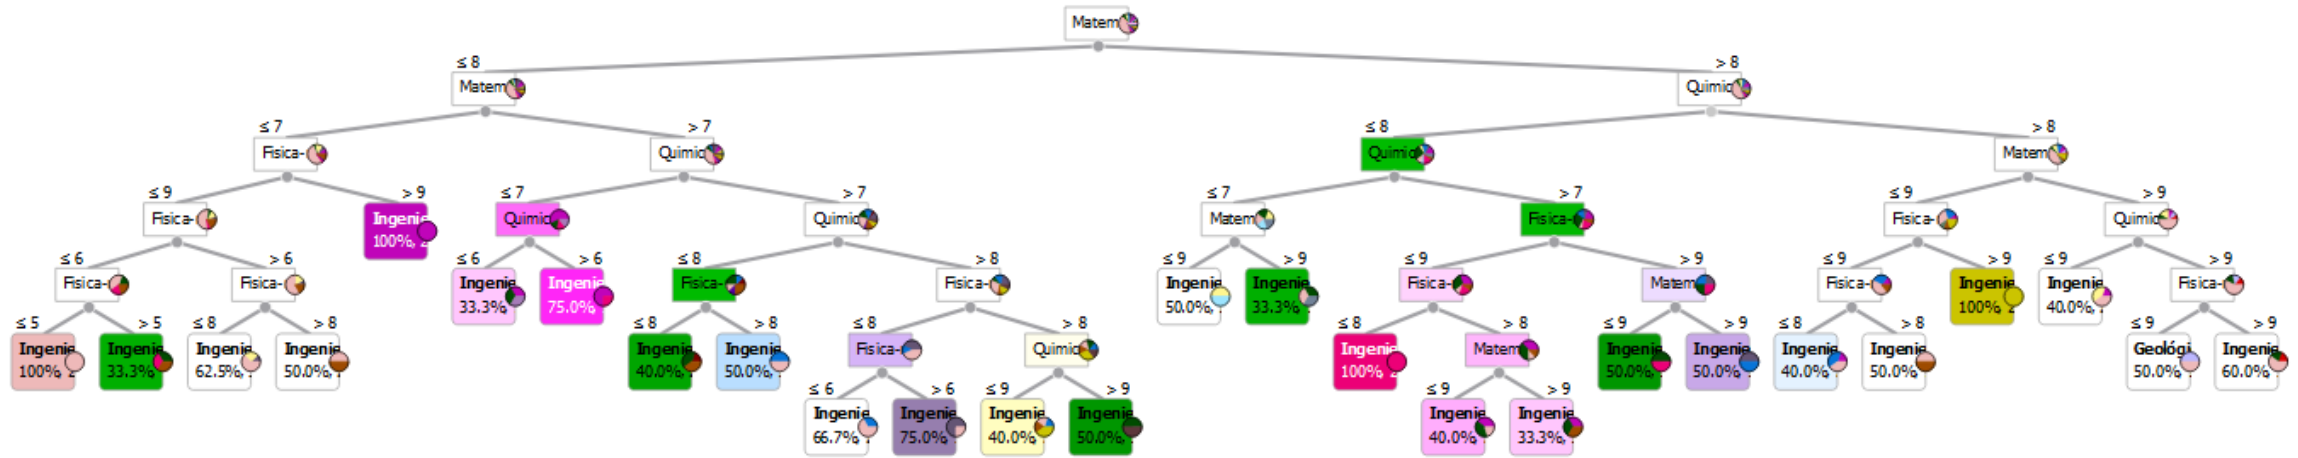 Matem
≤ 8
> 8
Matem
Quimic
≤ 7
> 7
≤ 8
> 8
Fisica-
Quimic
Quimic
Matem
≤ 9
> 9
≤ 7
> 7
≤ 7
> 7
≤ 9
> 9
Fisica-
Ingenie
100%, 2
Quimic
Quimic
Matem
Fisica-
Fisica-
Quimic
≤ 6
> 6
≤ 6
> 6
≤ 8
> 8
≤ 9
> 9
≤ 9
> 9
≤ 9
> 9
≤ 9
> 9
Fisica-
Fisica-
Ingenie
33.3%,
Ingenie
75.0%,
Fisica-
Fisica-
Ingenie
50.0%,
Ingenie
33.3%,
Fisica-
Matem
Fisica-
Ingenie
100%, 2
Ingenie
40.0%,
Fisica-
≤ 5
> 5
≤ 8
> 8
≤ 8
> 8
≤ 8
> 8
≤ 8
> 8
≤ 9
> 9
≤ 8
> 8
≤ 9
> 9
Ingenie
100%, 2
Ingenie
33.3%,
Ingenie
62.5%,
Ingenie
50.0%,
Ingenie
40.0%,
Ingenie
50.0%,
Fisica-
Quimic
Ingenie
100%, 2
Matem
Ingenie
50.0%,
Ingenie
50.0%,
Ingenie
40.0%,
Ingenie
50.0%,
Geológi
50.0%,
Ingenie
60.0%,
≤ 6
> 6
≤ 9
> 9
≤ 9
> 9
Ingenie
66.7%,
Ingenie
75.0%,
Ingenie
40.0%,
Ingenie
50.0%,
Ingenie
40.0%,
Ingenie
33.3%,